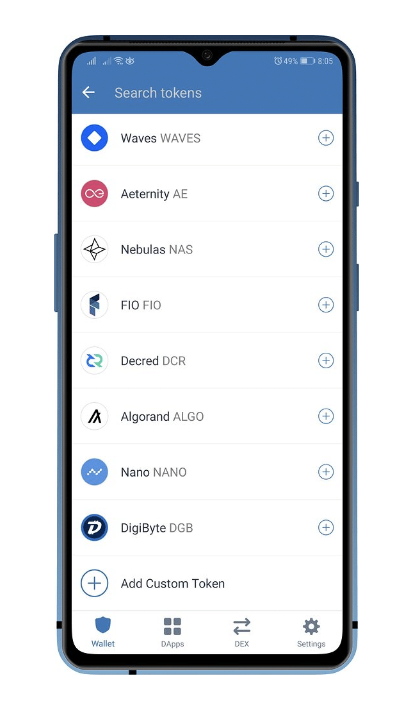 49% 8:05
Search tokens
Waves WAVES
Aeternity AE
Nebulas NAS
FIO FIO
Decred DCR
Algorand ALGO
Nano NANO
DigiByte DGB
Add Custom Token
Wallet DApps DEX Settings